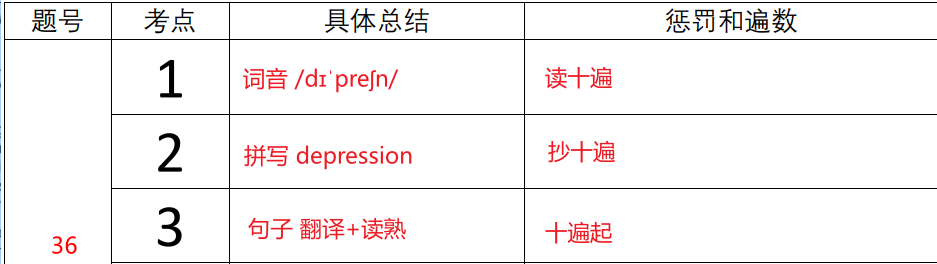 题号 考点 具体总结 惩罚和遍数
1 词音 /dɪˈpreʃn/ 读十遍
2 拼写 depression 抄十遍
36 3 句子 翻译+读熟 十遍起